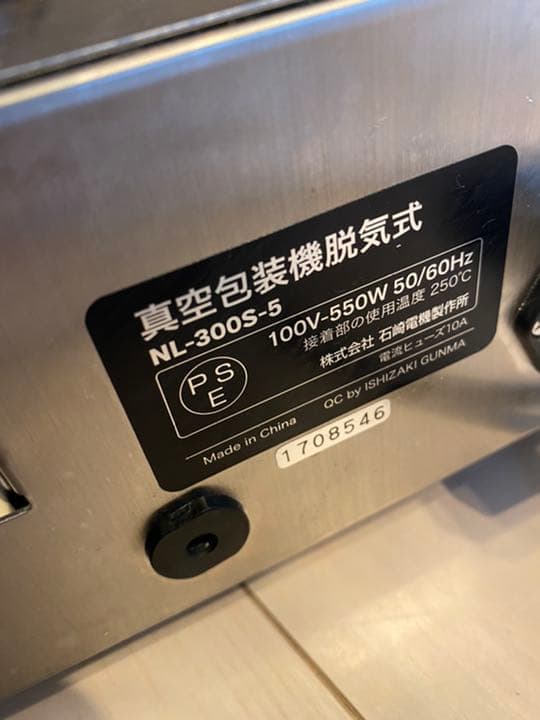 真空包装機脱気式
NL-300S-5
100V-550W 50/60Hz
接着部の使用温度 250℃
株式会社 石崎電機製作所
電流ヒューズ10A
PS
E
Made in China QC by ISHIZAKI GUNMA
1708546